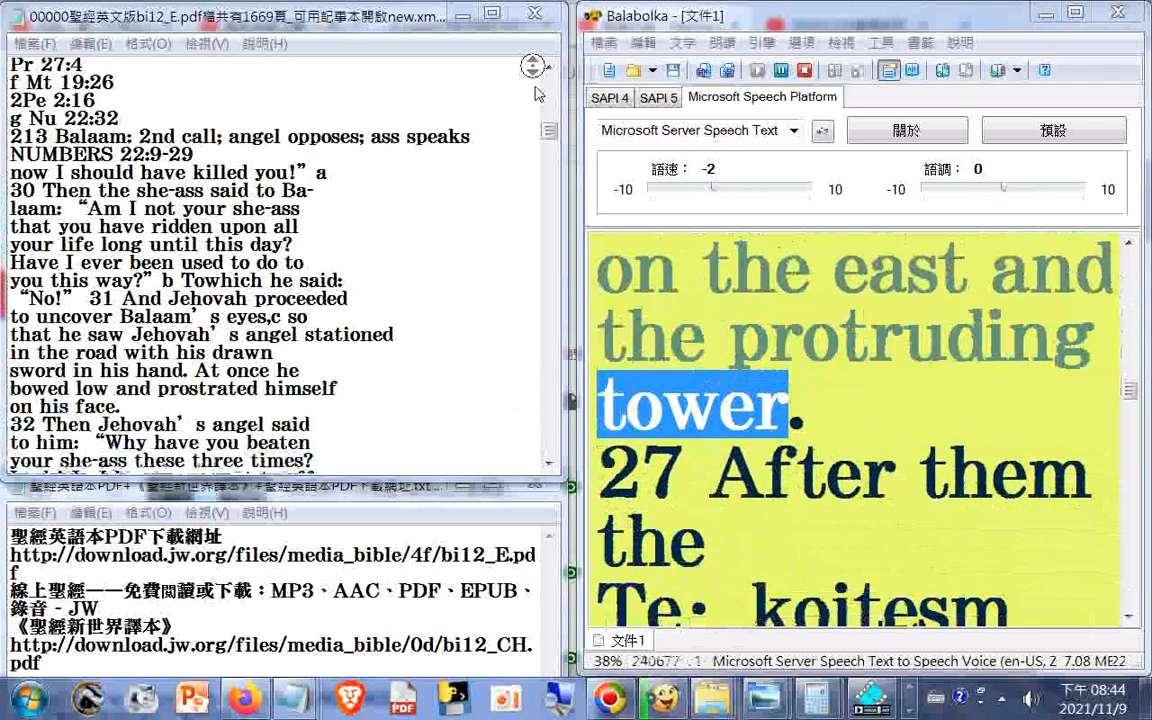 00000聖經英文版bi12_E.pdf檔共有1669頁_可用記事本開啟new.xm...
檔案(F) 編輯(E) 格式(O) 檢視(V) 說明(H)
Pr 27:4
f Mt 19:26
2Pe 2:16
g Nu 22:32
213 Balaam: 2nd call; angel opposes; ass speaks
NUMBERS 22:9-29
now I should have killed you!” a
30 Then the she-ass said to Ba-
laam: “Am I not your she-ass
that you have ridden upon all
your life long until this day?
Have I ever been used to do to
you this way?” b Towhich he said:
“No!” 31 And Jehovah proceeded
to uncover Balaam’s eyes,c so
that he saw Jehovah’s angel stationed
in the road with his drawn
sword in his hand. At once he
bowed low and prostrated himself
on his face.
32 Then Jehovah’s angel said
to him: “Why have you beaten
your she-ass these three times?
檔案(F) 編輯(E) 格式(O) 檢視(V) 說明(H)
聖經英語本PDF下載網址
http://download.jw.org/files/media_bible/4f/bi12_E.pd
f
線上聖經——免費閱讀或下載：MP3、AAC、PDF、EPUB、
錄音 - JW
《聖經新世界譯本》
http://download.jw.org/files/media_bible/0d/bi12_CH.
pdf
Balabolka - [文件1]
檔案 編輯 文字 朗讀 引擎 選項 檢視 工具 書籤 說明
SAPI 4 SAPI 5 Microsoft Speech Platform
Microsoft Server Speech Text 關於 預設
語速： -2 語調： 0
-10 10 -10 10
on the east and
the protruding
tower.
27 After them
the
Te: koitesm
文件1
38% 240677 .1 Microsoft Server Speech Text to Speech Voice (en-US, Z 7.08 ME22
下午 08:44
2021/11/9